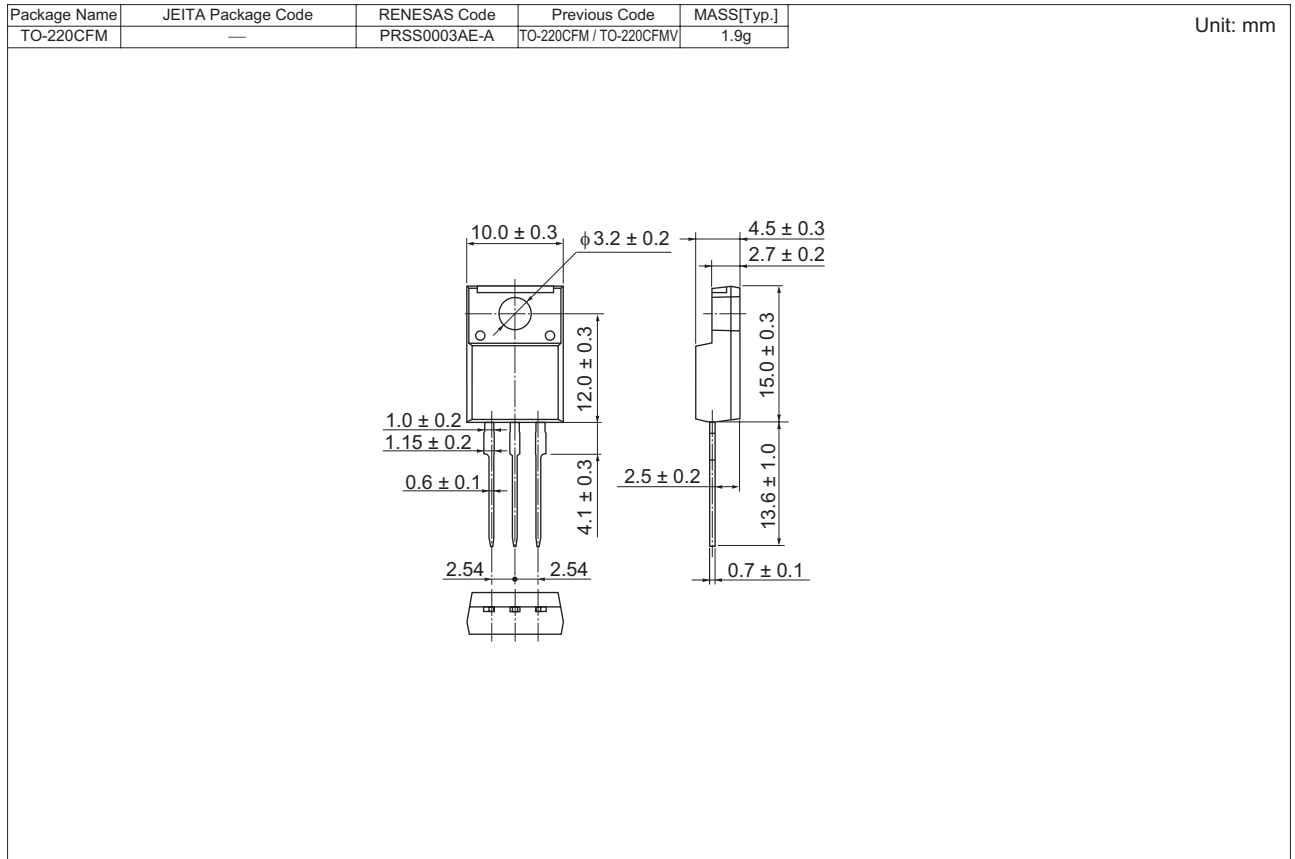 Package Name JEITA Package Code RENESAS Code Previous Code MASS[Typ.]
TO-220CFM — PRSS0003AE-A TO-220CFM / TO-220CFMV 1.9g
Unit: mm
10.0 ± 0.3
ϕ 3.2 ± 0.2
4.5 ± 0.3
2.7 ± 0.2
12.0 ± 0.3
15.0 ± 0.3
1.0 ± 0.2
1.15 ± 0.2
0.6 ± 0.1
4.1 ± 0.3
2.5 ± 0.2
13.6 ± 1.0
2.54
2.54
0.7 ± 0.1